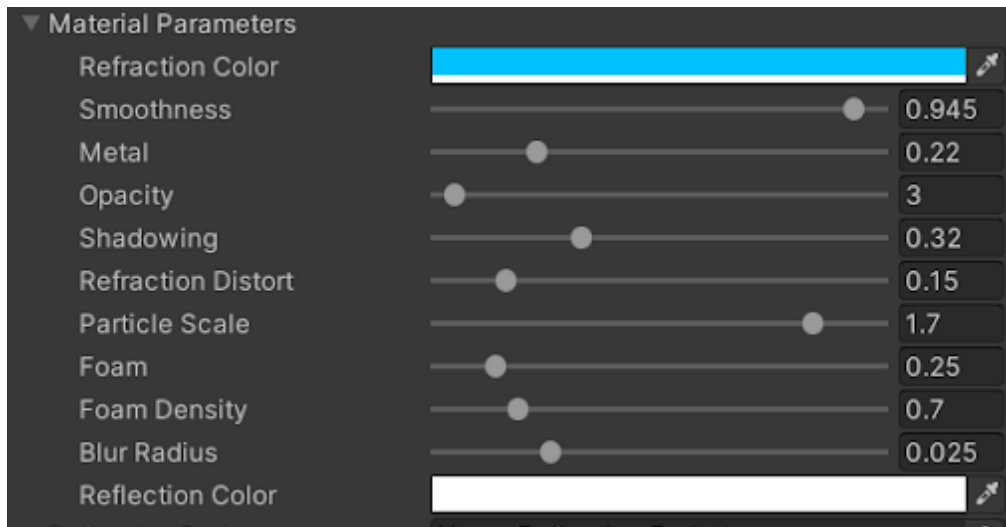 Material Parameters
Refraction Color
Smoothness 0.945
Metal 0.22
Opacity 3
Shadowing 0.32
Refraction Distort 0.15
Particle Scale 1.7
Foam 0.25
Foam Density 0.7
Blur Radius 0.025
Reflection Color